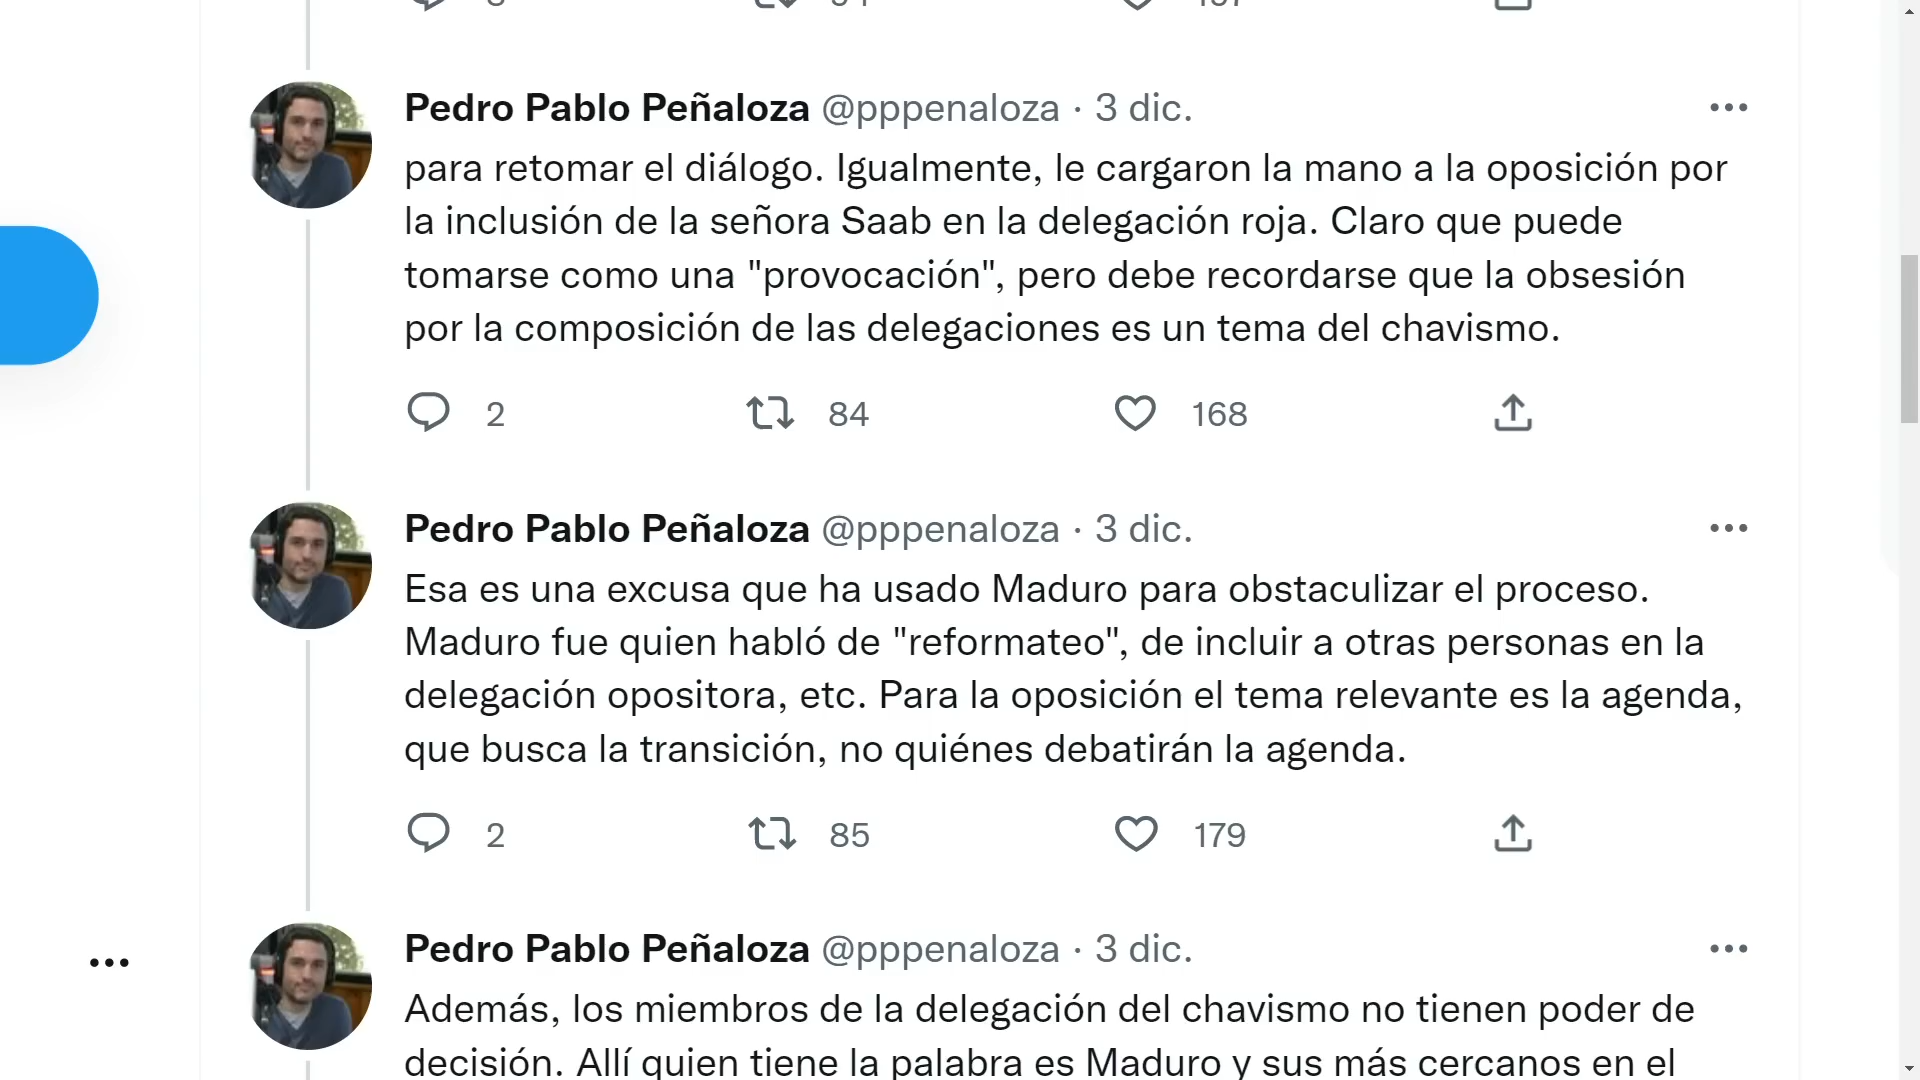 Pedro Pablo Peñaloza @pppenaloza · 3 dic.
para retomar el diálogo. Igualmente, le cargaron la mano a la oposición por
la inclusión de la señora Saab en la delegación roja. Claro que puede
tomarse como una "provocación", pero debe recordarse que la obsesión
por la composición de las delegaciones es un tema del chavismo.
2 84 168
Pedro Pablo Peñaloza @pppenaloza · 3 dic.
Esa es una excusa que ha usado Maduro para obstaculizar el proceso.
Maduro fue quien habló de "reformateo", de incluir a otras personas en la
delegación opositora, etc. Para la oposición el tema relevante es la agenda,
que busca la transición, no quiénes debatirán la agenda.
2 85 179
Pedro Pablo Peñaloza @pppenaloza · 3 dic.
Además, los miembros de la delegación del chavismo no tienen poder de
decisión. Allí quien tiene la palabra es Maduro y sus más cercanos en el